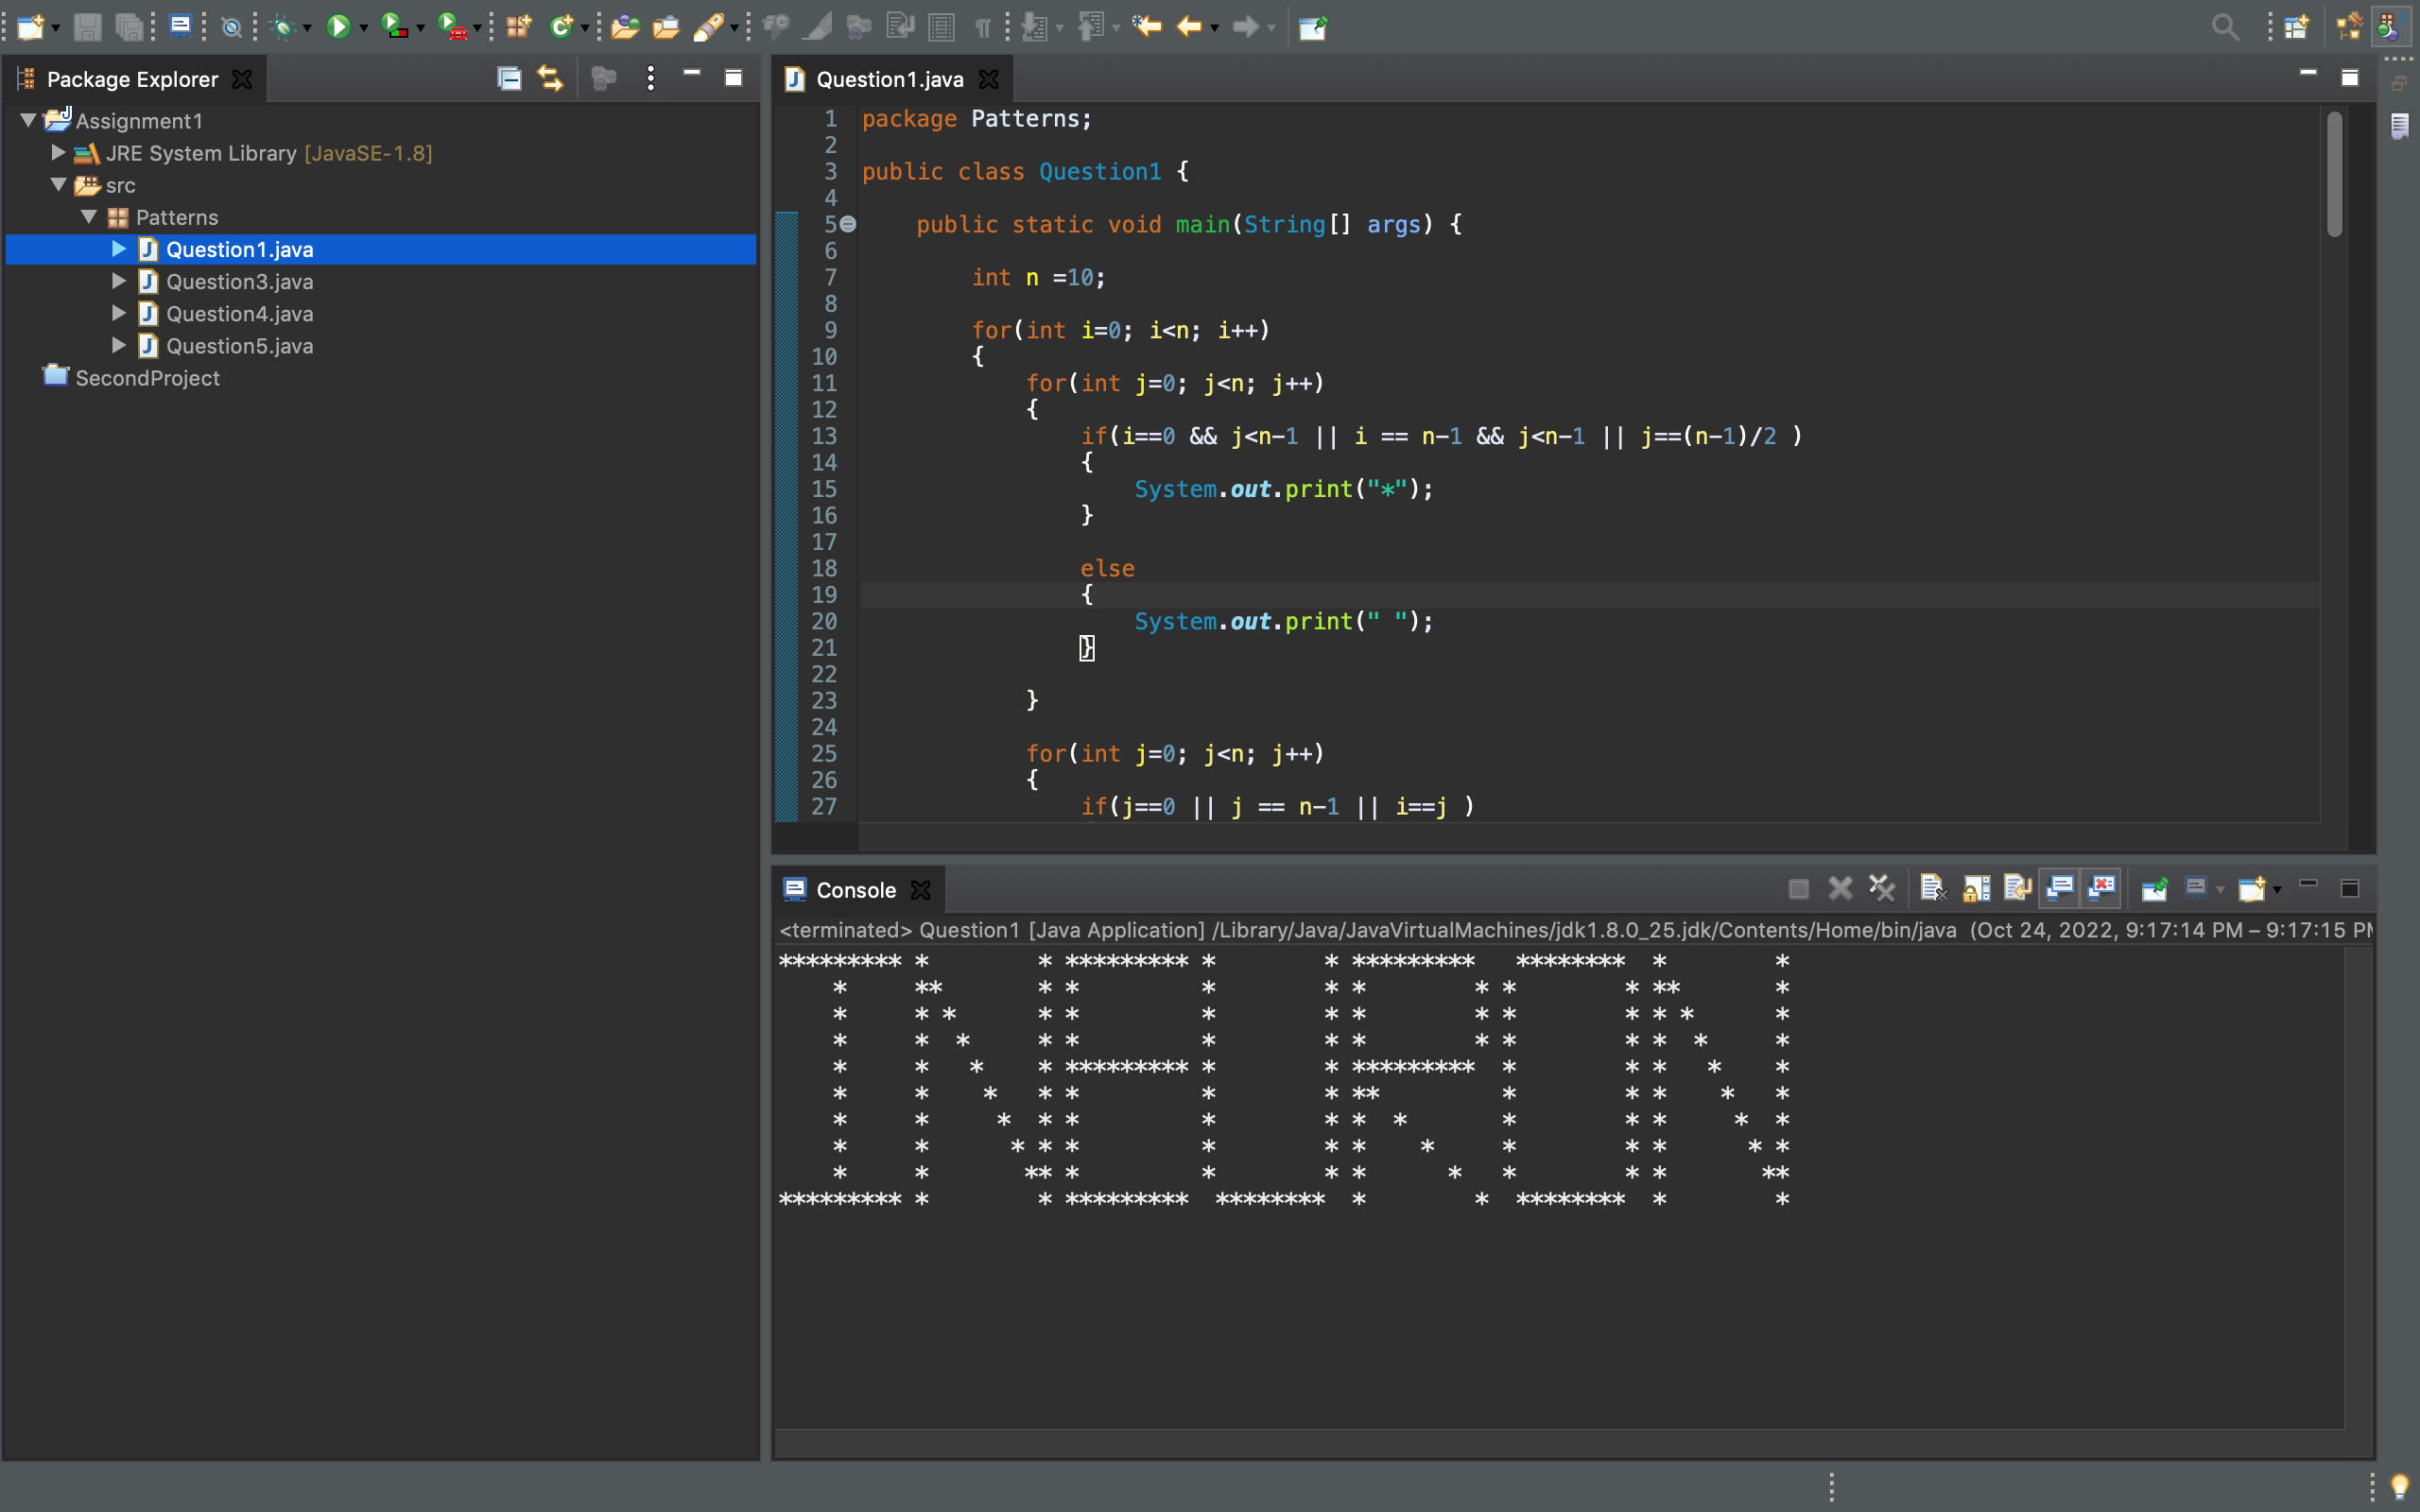 Package Explorer
Assignment1
JRE System Library [JavaSE-1.8]
src
Patterns
Question1.java
Question3.java
Question4.java
Question5.java
SecondProject
Question1.java
1 package Patterns;
2
3 public class Question1 {
4
5 public static void main(String[] args) {
6
7 int n =10;
8
9 for(int i=0; i<n; i++)
10 {
11 for(int j=0; j<n; j++)
12 {
13 if(i==0 && j<n-1 || i == n-1 && j<n-1 || j==(n-1)/2 )
14 {
15 System.out.print("*");
16 }
17
18 else
19 {
20 System.out.print(" ");
21 }
22
23 }
24
25 for(int j=0; j<n; j++)
26 {
27 if(j==0 || j == n-1 || i==j )
Console
<terminated> Question1 [Java Application] /Library/Java/JavaVirtualMachines/jdk1.8.0_25.jdk/Contents/Home/bin/java (Oct 24, 2022, 9:17:14 PM – 9:17:15 PM
********* *        * ********* *        * *********   ********  *        *
    *     **       * *         *        * *        * *        * **       *
    *     * *      * *         *        * *        * *        * * *      *
    *     *  *     * *         *        * *        * *        * *  *     *
    *     *   *    * ********* *        * *********  *        * *   *    *
    *     *    *   * *         *        * **         *        * *    *   *
    *     *     *  * *         *        * *  *       *        * *     *  *
    *     *      * * *         *        * *    *     *        * *      * *
    *     *       ** *         *        * *      *   *        * *       **
********* *        * *********  ********  *        *  ********  *        *